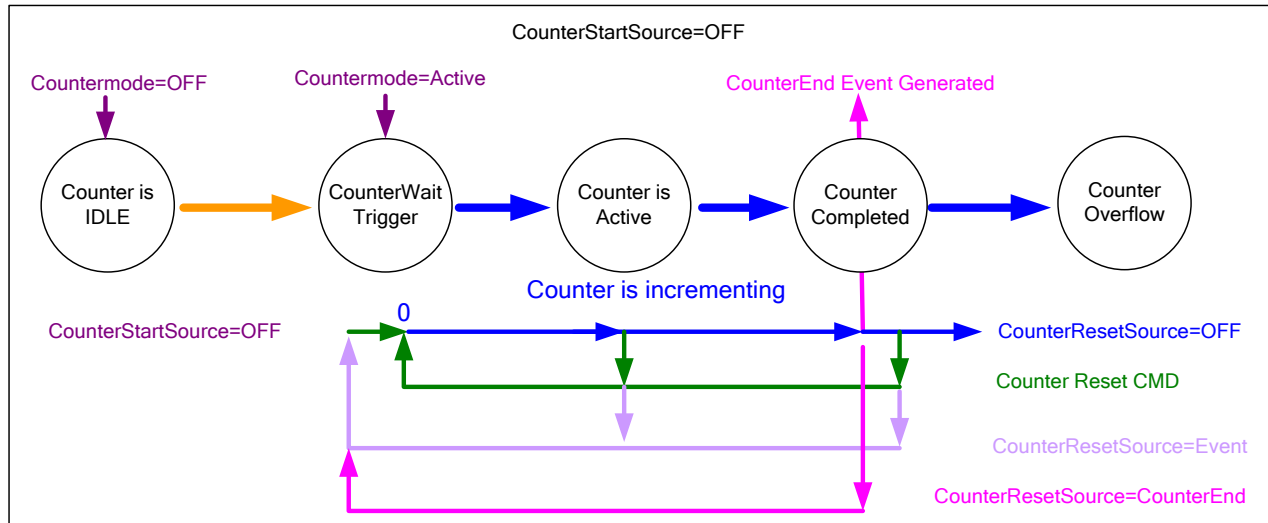 CounterStartSource=OFF
Countermode=OFF
Countermode=Active
CounterEnd Event Generated
Counter is
IDLE
CounterWait
Trigger
Counter is
Active
Counter
Completed
Counter
Overflow
Counter is incrementing
0
CounterStartSource=OFF
CounterResetSource=OFF
Counter Reset CMD
CounterResetSource=Event
CounterResetSource=CounterEnd